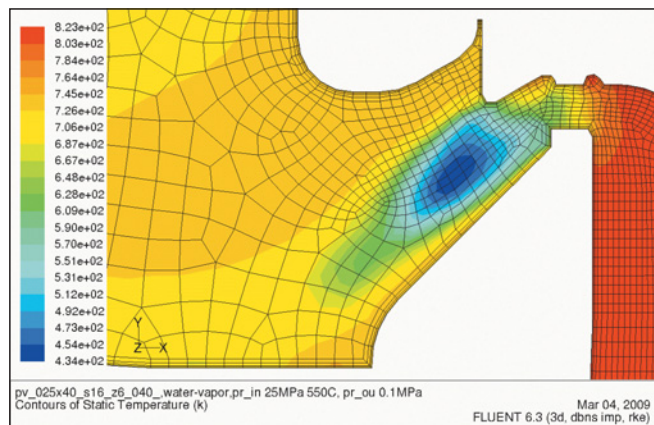 8.23e+02
8.03e+02
7.84e+02
7.64e+02
7.45e+02
7.26e+02
7.06e+02
6.87e+02
6.67e+02
6.48e+02
6.28e+02
6.09e+02
5.90e+02
5.70e+02
5.51e+02
5.31e+02
5.12e+02
4.92e+02
4.73e+02
4.54e+02
4.34e+02
Y
Z X
pv_025x40_s16_z6_040_,water-vapor,pr_in 25MPa 550C, pr_ou 0.1MPa
Contours of Static Temperature (k)
Mar 04, 2009
FLUENT 6.3 (3d, dbns imp, rke)